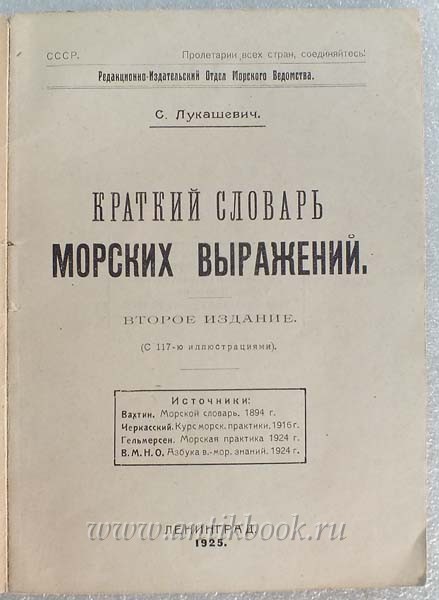 СССР. Пролетарии всех стран, соединяйтесь!
Редакционно-Издательский Отдел Морского Ведомства.
С. Лукашевич.
КРАТКИЙ СЛОВАРЬ
МОРСКИХ ВЫРАЖЕНИЙ.
ВТОРОЕ ИЗДАНИЕ.
(С 117-ю иллюстрациями).
Источники:
Вахтин. Морской словарь. 1894 г.
Черкасский. Курс морск. практики. 1916 г.
Гельмерсен. Морская практика 1924 г.
В. М. Н. О. Азбука в.-мор. знаний. 1924 г.
www.antikbook.ru
ЛЕНИНГРАД
1925.